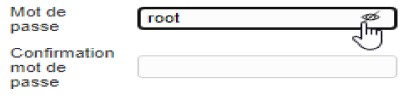 Mot de
passe
root
Confirmation
mot de
passe